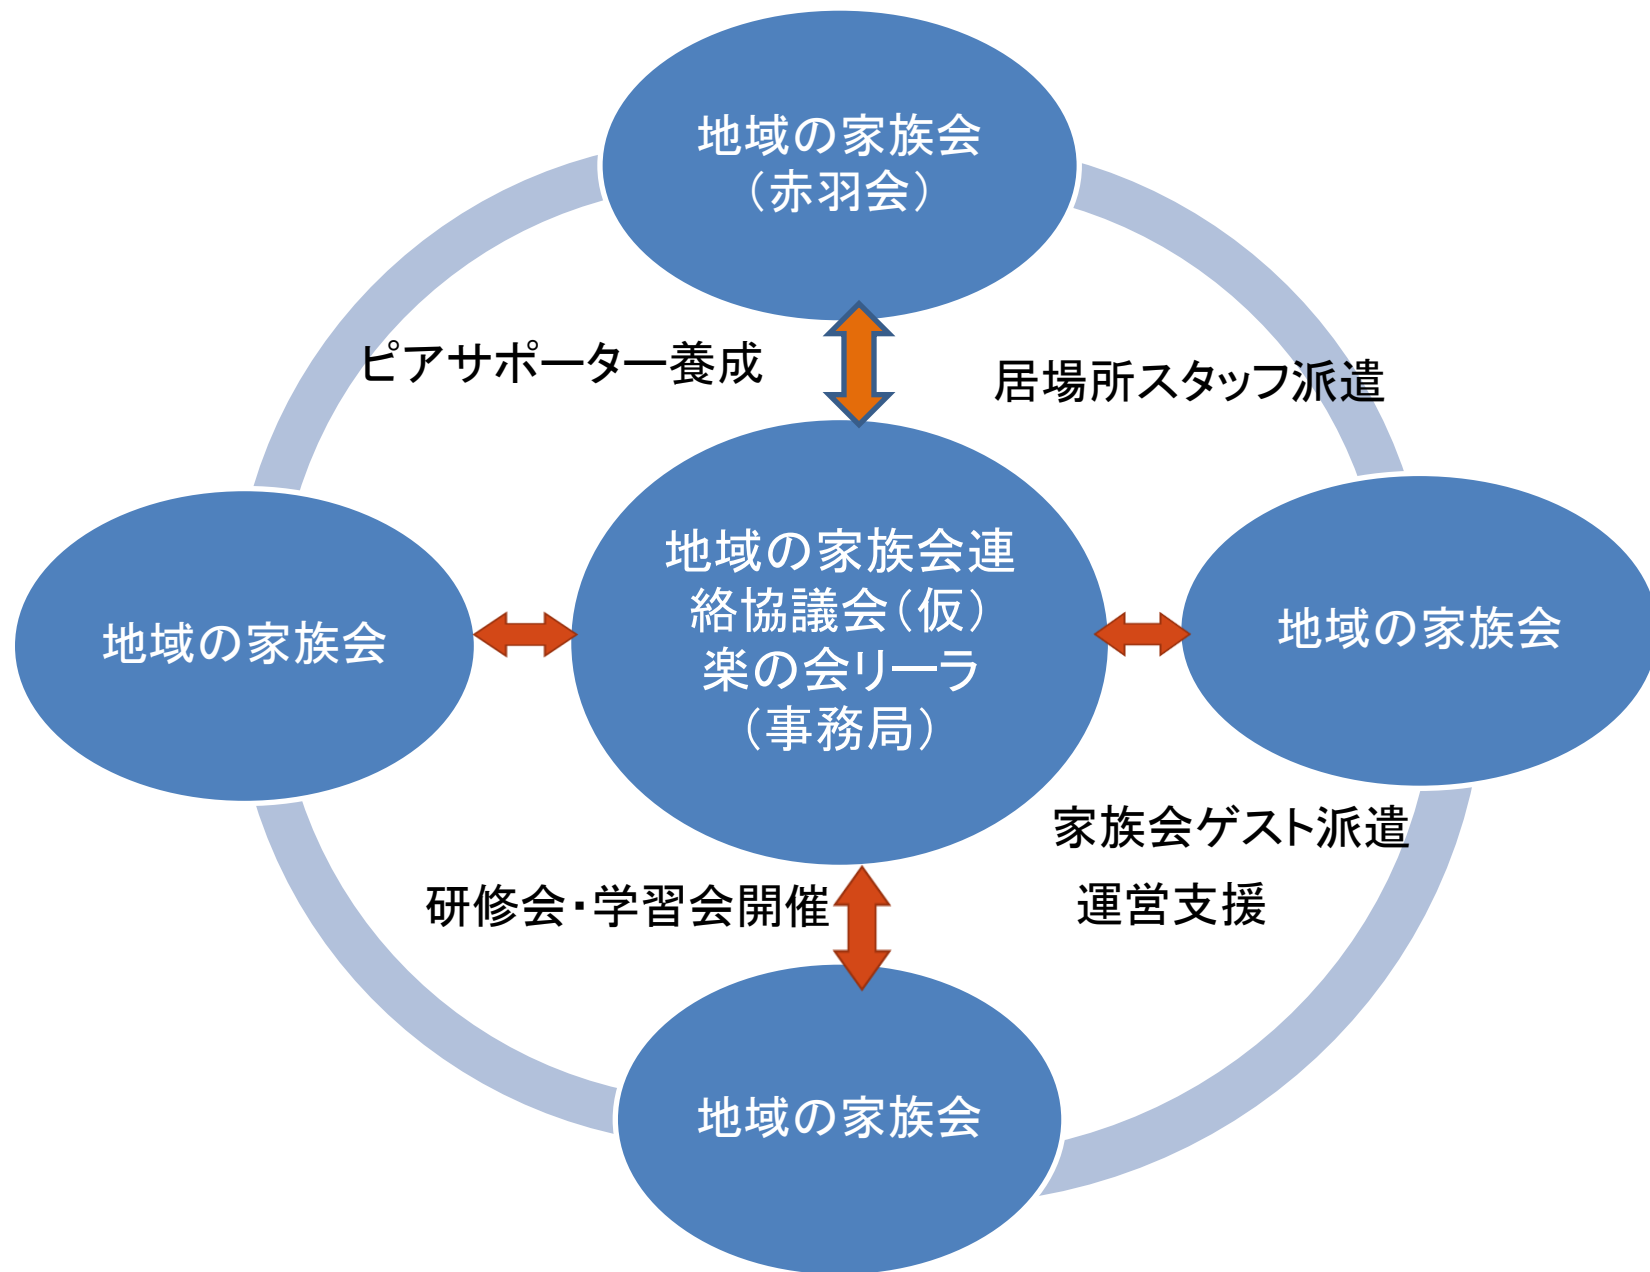 地域の家族会
（赤羽会）
ピアサポーター養成
居場所スタッフ派遣
地域の家族会連
絡協議会（仮）
楽の会リーラ
（事務局）
地域の家族会
地域の家族会
家族会ゲスト派遣
運営支援
研修会・学習会開催
地域の家族会